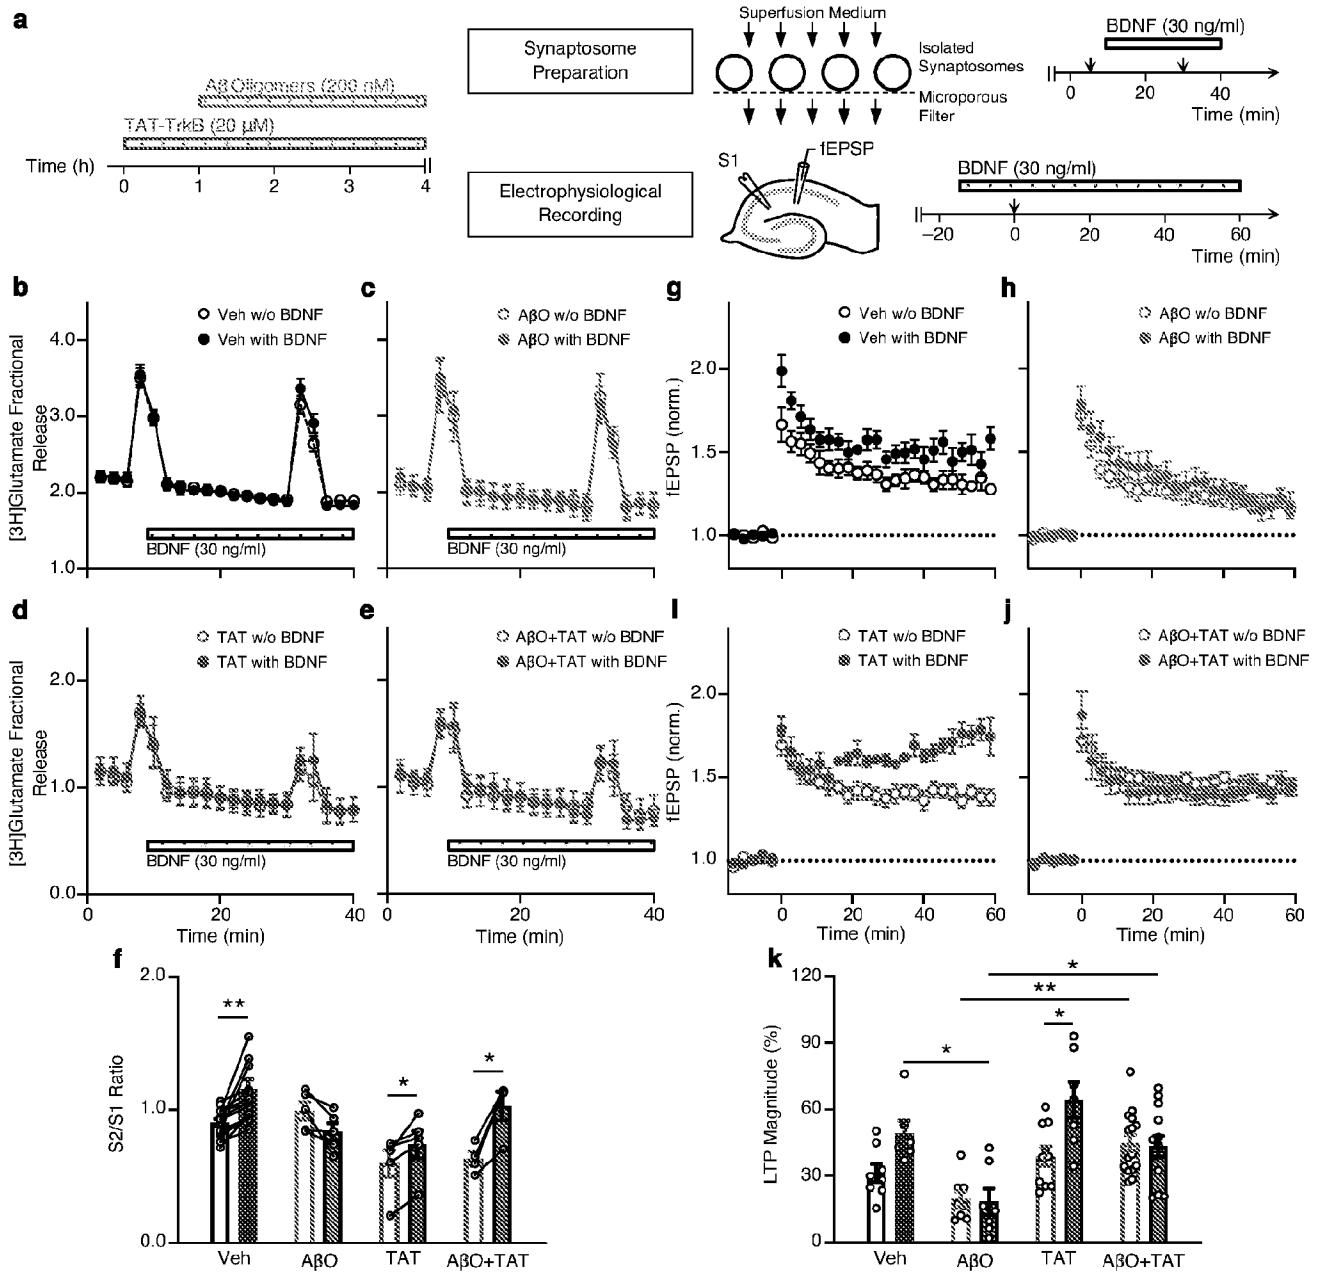 a
Aβ Oligomers (200 nM)
TAT-TrkB (20 µM)
Time (h)
0 1 2 3 4
Synaptosome
Preparation
Superfusion Medium
Isolated
Synaptosomes
Microporous
Filter
BDNF (30 ng/ml)
0 20 40
Time (min)
Electrophysiological
Recording
S1
fEPSP
BDNF (30 ng/ml)
–20 0 20 40 60
Time (min)
b
[3H]Glutamate Fractional
Release
4.0
3.0
2.0
1.0
Veh w/o BDNF
Veh with BDNF
BDNF (30 ng/ml)
c
AβO w/o BDNF
AβO with BDNF
BDNF (30 ng/ml)
g
fEPSP (norm.)
2.0
1.5
1.0
Veh w/o BDNF
Veh with BDNF
h
AβO w/o BDNF
AβO with BDNF
d
[3H]Glutamate Fractional
Release
2.0
1.0
0.0
TAT w/o BDNF
TAT with BDNF
BDNF (30 ng/ml)
0 20 40
Time (min)
e
AβO+TAT w/o BDNF
AβO+TAT with BDNF
BDNF (30 ng/ml)
0 20 40
Time (min)
I
fEPSP (norm.)
2.0
1.5
1.0
TAT w/o BDNF
TAT with BDNF
0 20 40 60
Time (min)
j
AβO+TAT w/o BDNF
AβO+TAT with BDNF
0 20 40 60
Time (min)
f
S2/S1 Ratio
2.0
1.0
0.0
**
*
*
Veh AβO TAT AβO+TAT
k
LTP Magnitude (%)
120
90
60
30
0
*
**
*
*
Veh AβO TAT AβO+TAT